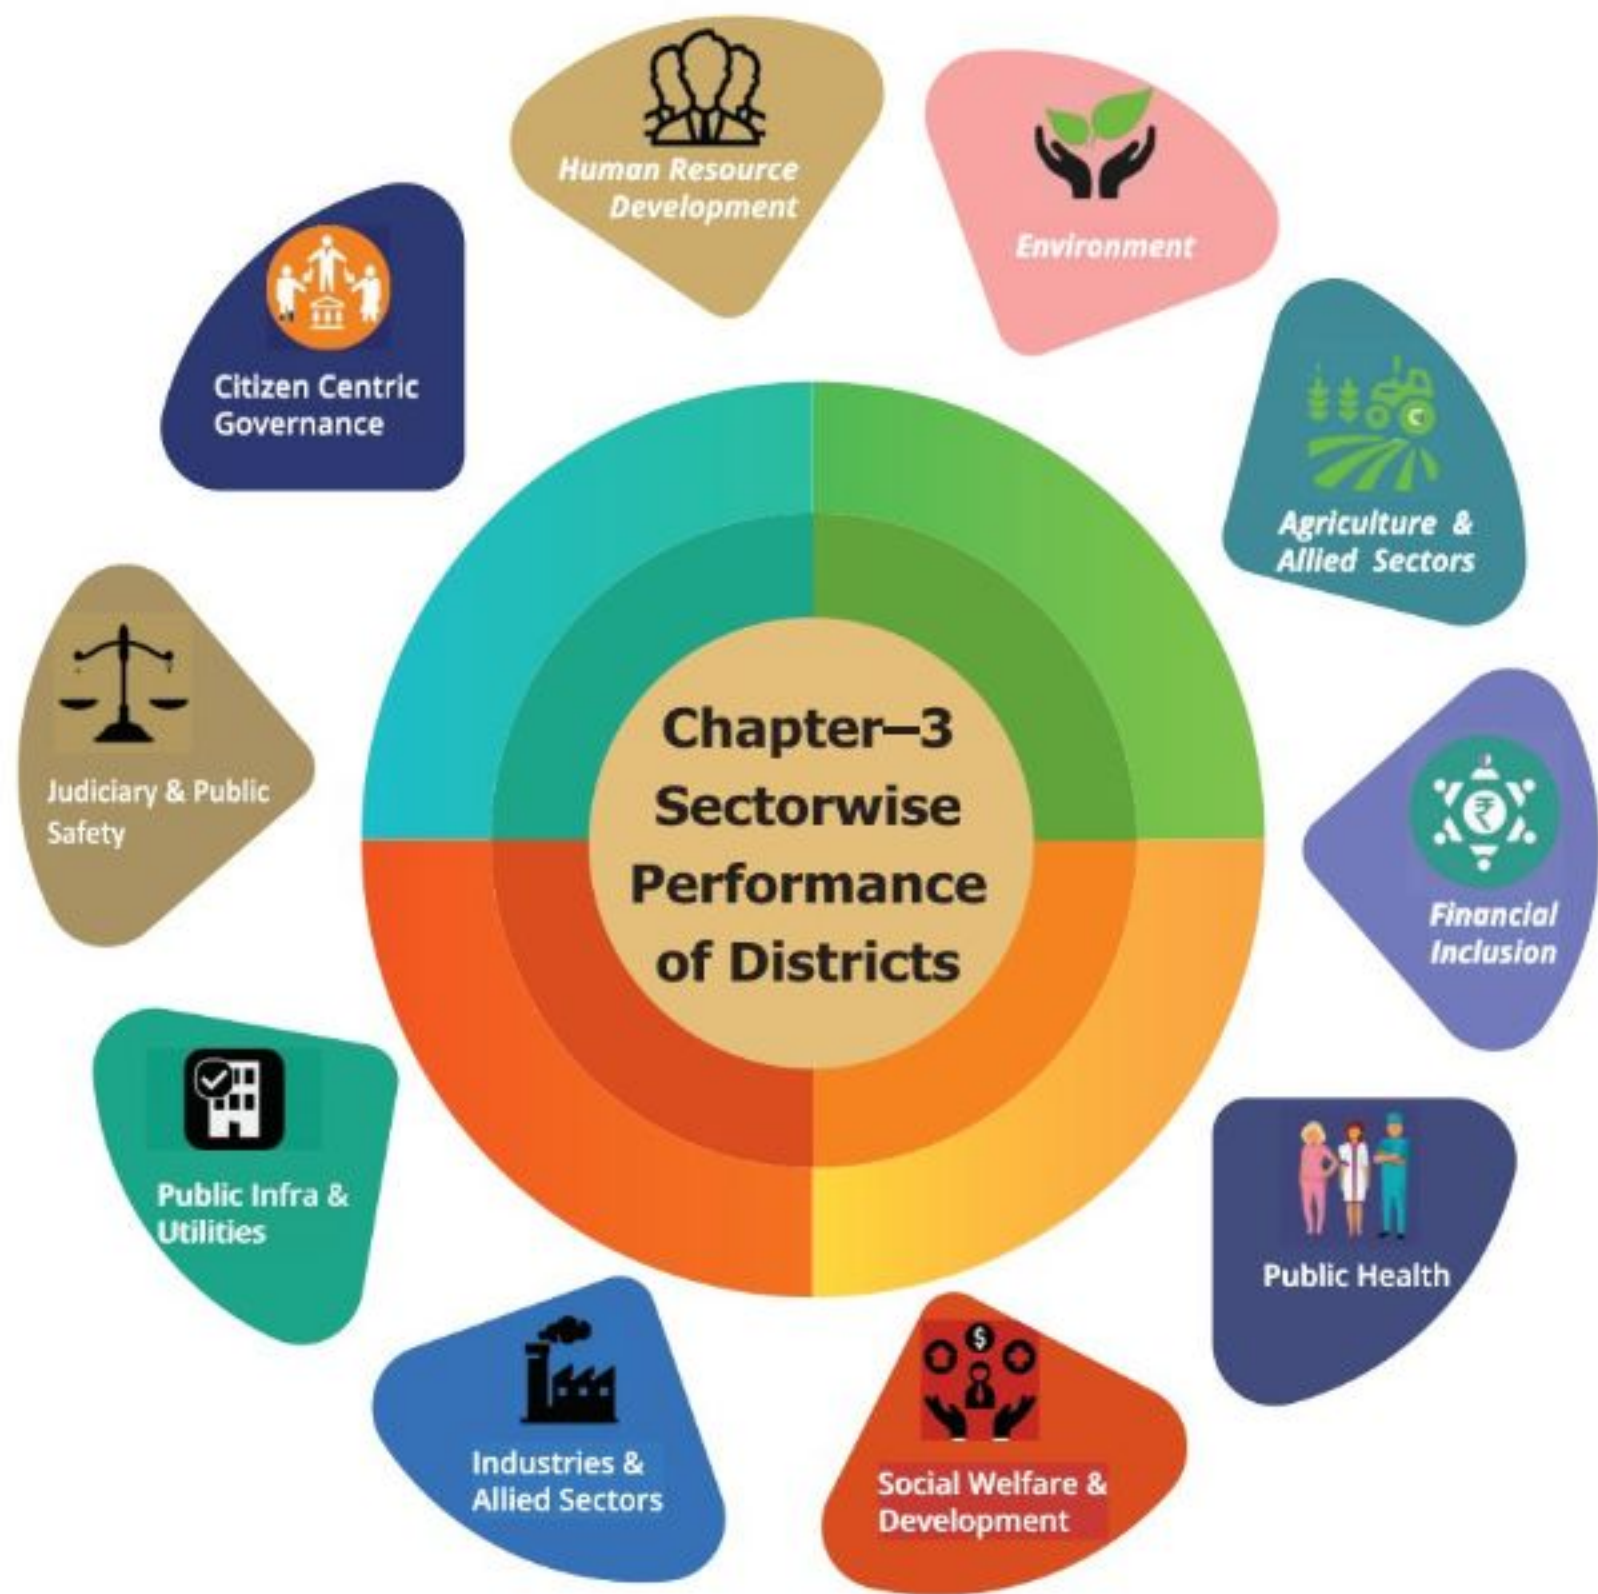 Human Resource
Development
Environment
Citizen Centric
Governance
Agriculture &
Allied Sectors
Judiciary & Public
Safety
Chapter–3
Sectorwise
Performance
of Districts
₹
Financial
Inclusion
Public Infra &
Utilities
Public Health
$
Industries &
Allied Sectors
Social Welfare &
Development